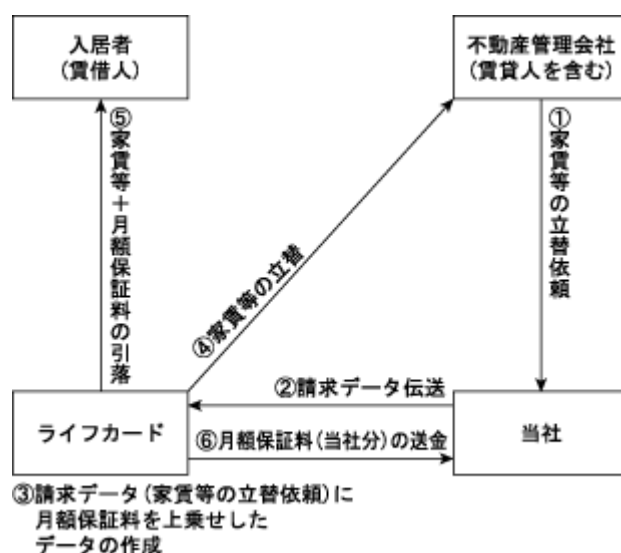 入居者
(賃借人)
不動産管理会社
(賃貸人を含む)
⑤家賃等＋月額保証料の引落
①家賃等の立替依頼
④家賃等の立替
②請求データ伝送
ライフカード
当社
⑥月額保証料(当社分)の送金
③請求データ(家賃等の立替依頼)に
月額保証料を上乗せした
データの作成